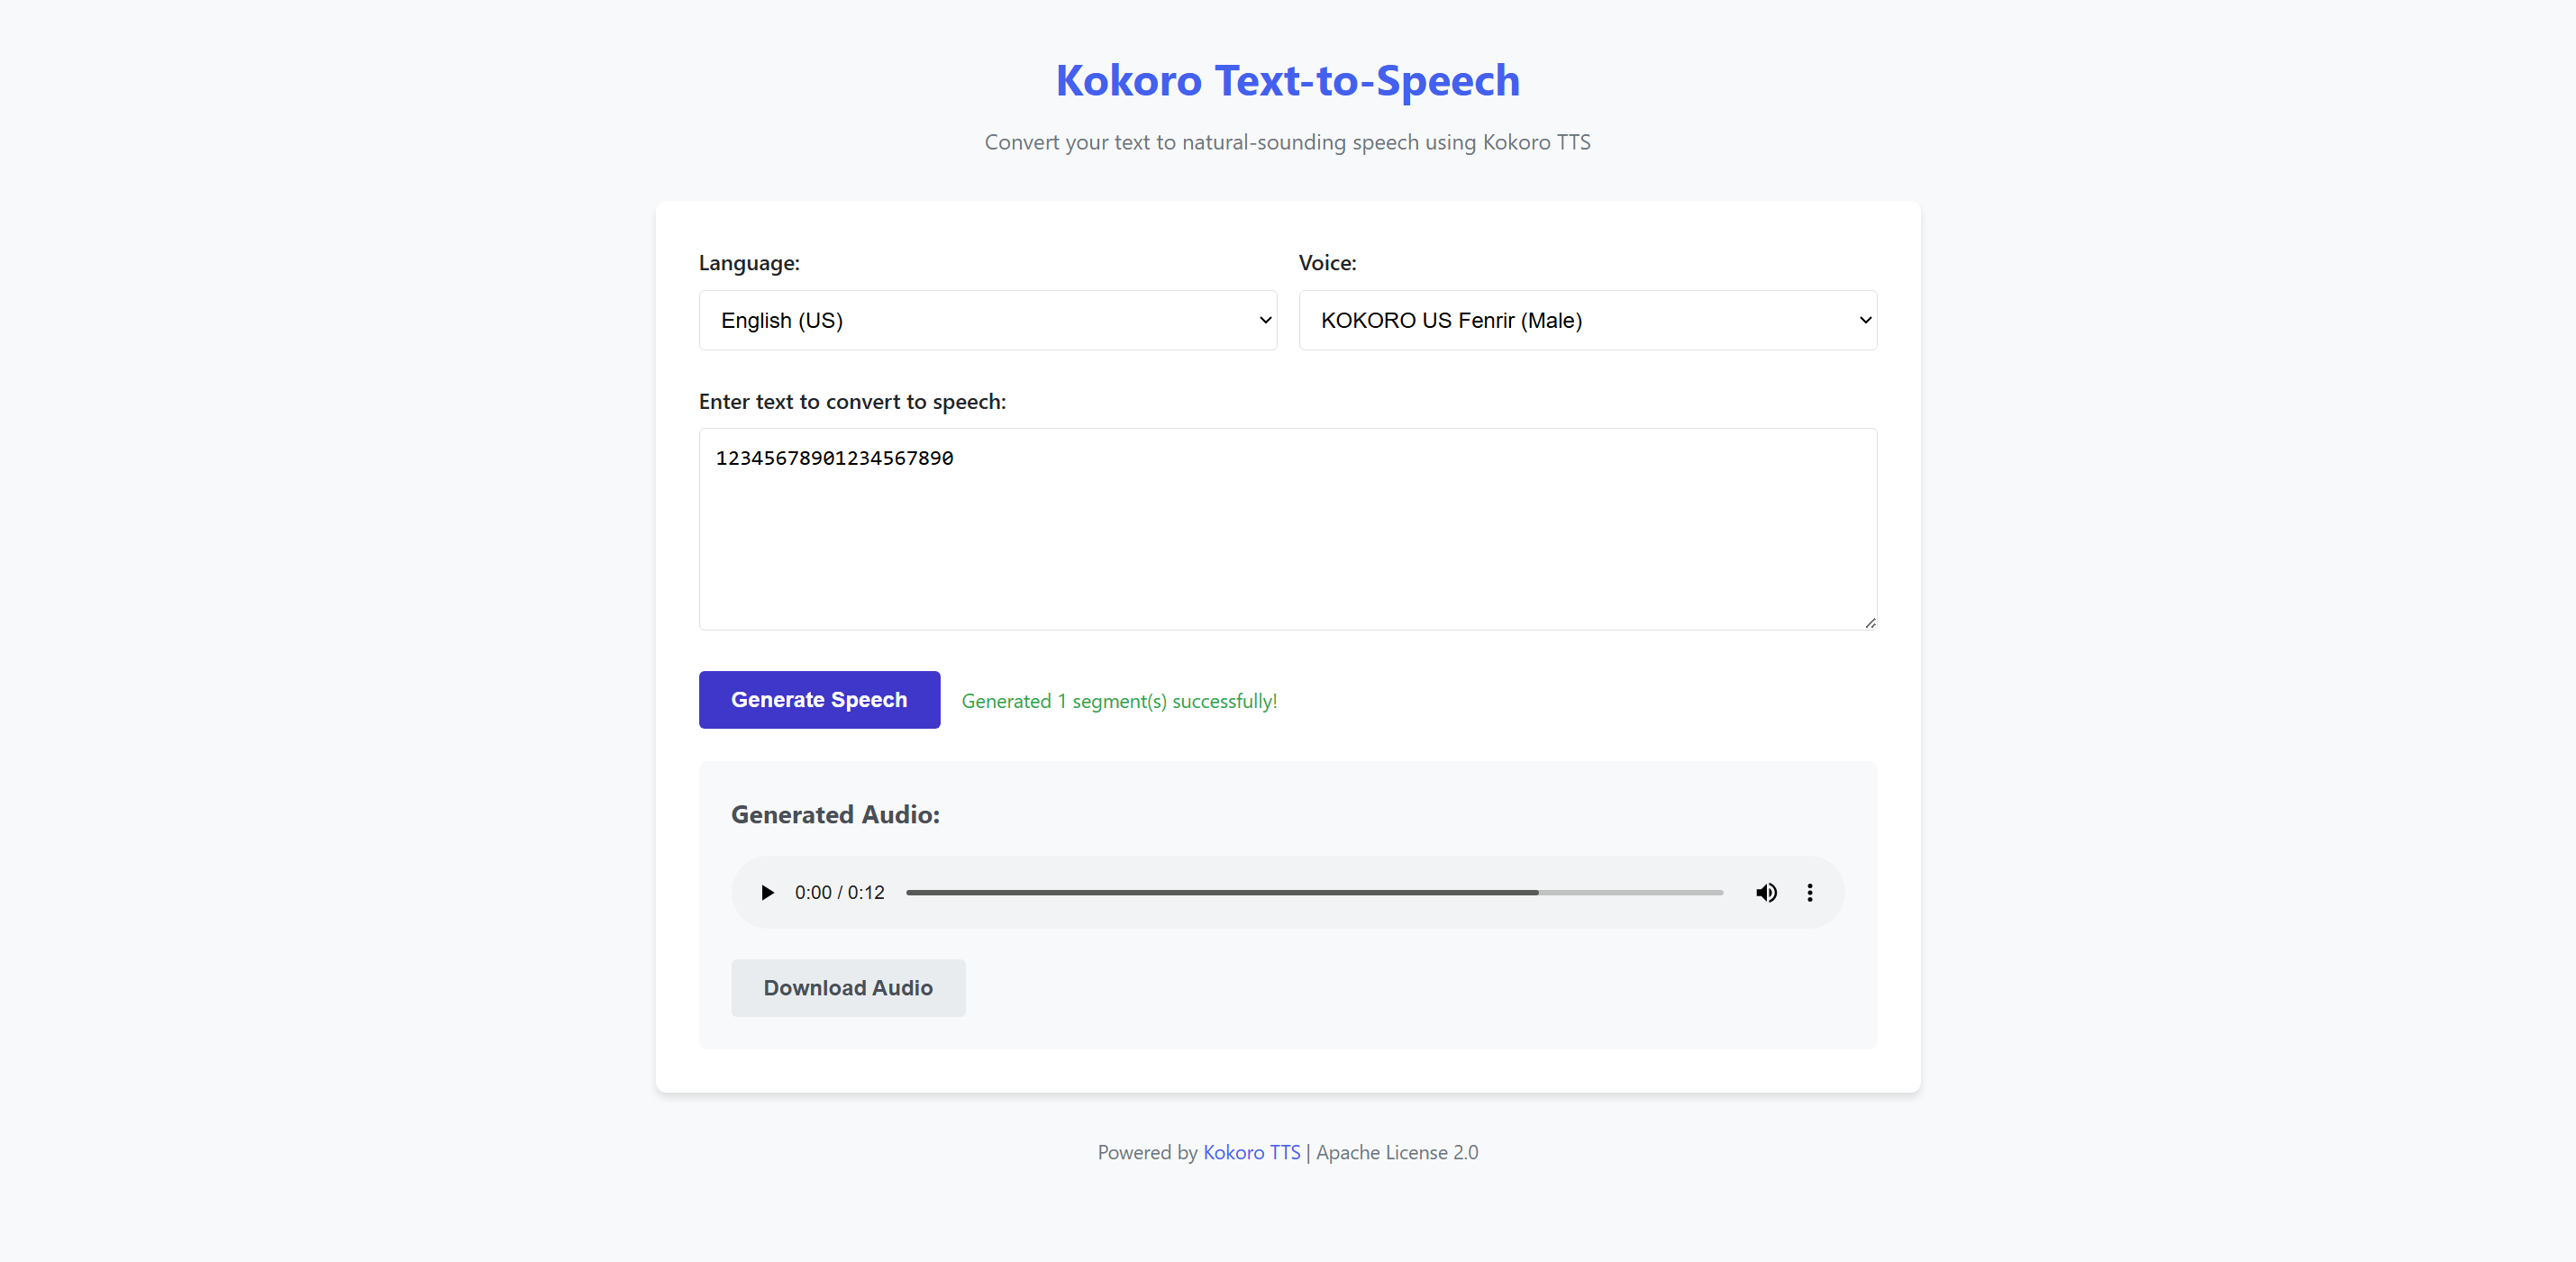 Kokoro Text-to-Speech
Convert your text to natural-sounding speech using Kokoro TTS
Language:
Voice:
English (US)
KOKORO US Fenrir (Male)
Enter text to convert to speech:
12345678901234567890
Generate Speech
Generated 1 segment(s) successfully!
Generated Audio:
0:00 / 0:12
Download Audio
Powered by Kokoro TTS | Apache License 2.0